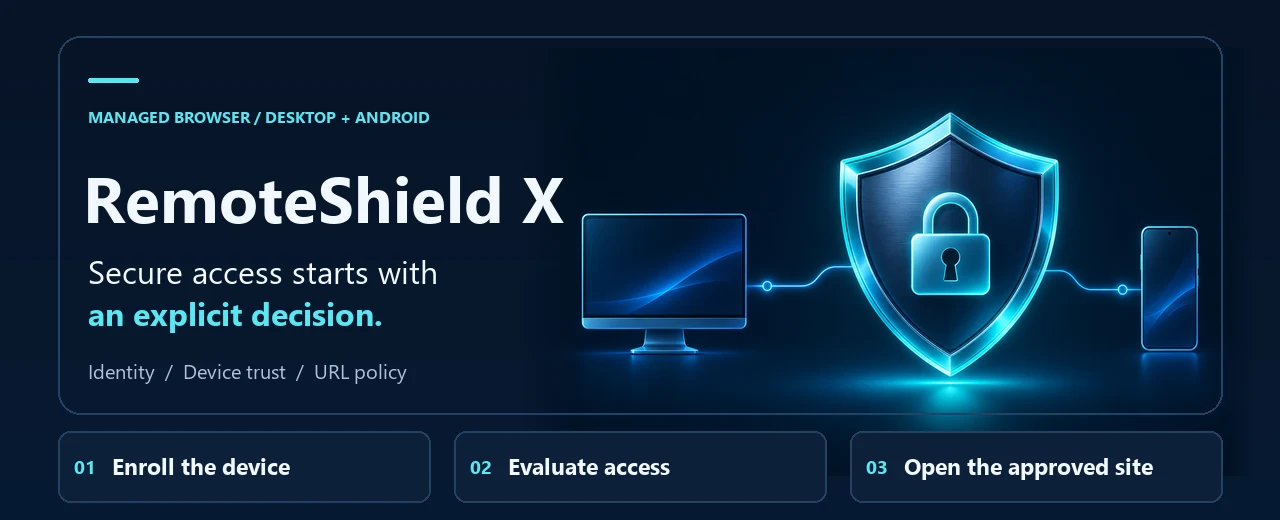 MANAGED BROWSER / DESKTOP + ANDROID
RemoteShield X
Secure access starts with
an explicit decision.
Identity / Device trust / URL policy
01 Enroll the device
02 Evaluate access
03 Open the approved site